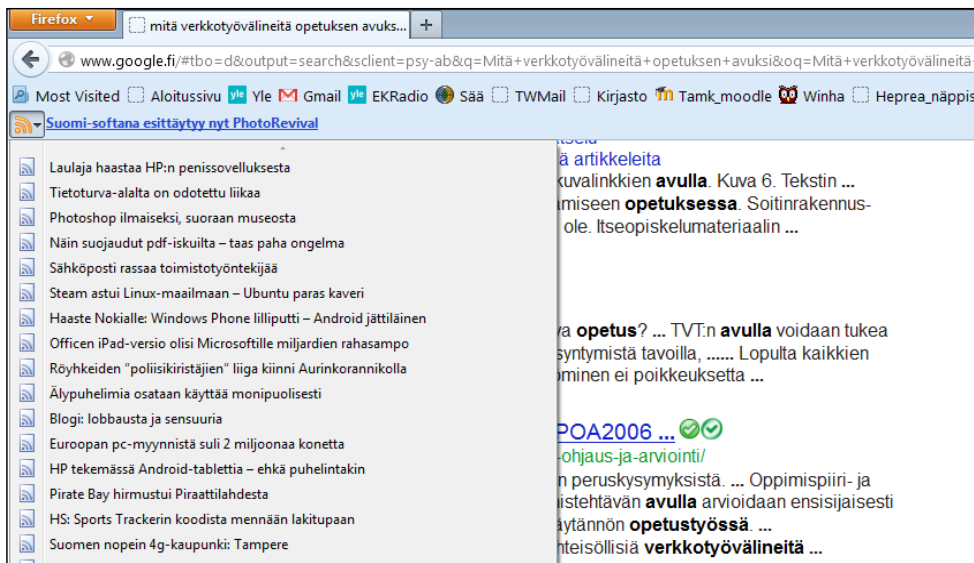 Firefox
mitä verkkotyövälineitä opetuksen avuks... +
www.google.fi/#tbo=d&output=search&sclient=psy-ab&q=Mitä+verkkotyövälineitä+opetuksen+avuksi&oq=Mitä+verkkotyövälineitä+
Most Visited Aloitussivu yle Yle Gmail yle EKRadio Sää TWMail Kirjasto Tamk_moodle Winha Heprea_näppis
Suomi-softana esittäytyy nyt PhotoRevival
Laulaja haastaa HP:n penissovelluksesta
Tietoturva-alalta on odotettu liikaa
Photoshop ilmaiseksi, suoraan museosta
Näin suojaudut pdf-iskuilta – taas paha ongelma
Sähköposti rassaa toimistotyöntekijää
Steam astui Linux-maailmaan – Ubuntu paras kaveri
Haaste Nokialle: Windows Phone lilliputti – Android jättiläinen
Officen iPad-versio olisi Microsoftille miljardien rahasampo
Röyhkeiden "poliisikiristäjien" liiga kiinni Aurinkorannikolla
Älypuhelimia osataan käyttää monipuolisesti
Blogi: lobbausta ja sensuuria
Euroopan pc-myynnistä suli 2 miljoonaa konetta
HP tekemässä Android-tablettia – ehkä puhelintakin
Pirate Bay hirmustui Piraattilahdesta
HS: Sports Trackerin koodista mennään lakitupaan
Suomen nopein 4g-kaupunki: Tampere
ä artikkeleita
kuvalinkkien avulla. Kuva 6. Tekstin ...
amiseen opetuksessa. Soitinrakennus-
ole. Itseopiskelumateriaalin ...
va opetus? ... TVT:n avulla voidaan tukea
syntymistä tavoilla, ...... Lopulta kaikkien
ominen ei poikkeuksetta ...
POA2006 ...
-ohjaus-ja-arviointi/
n peruskysymyksistä. ... Oppimispiiri- ja
istehtävän avulla arvioidaan ensisijaisesti
äytännön opetustyössä. ...
hteisöllisiä verkkotyövälineitä ...